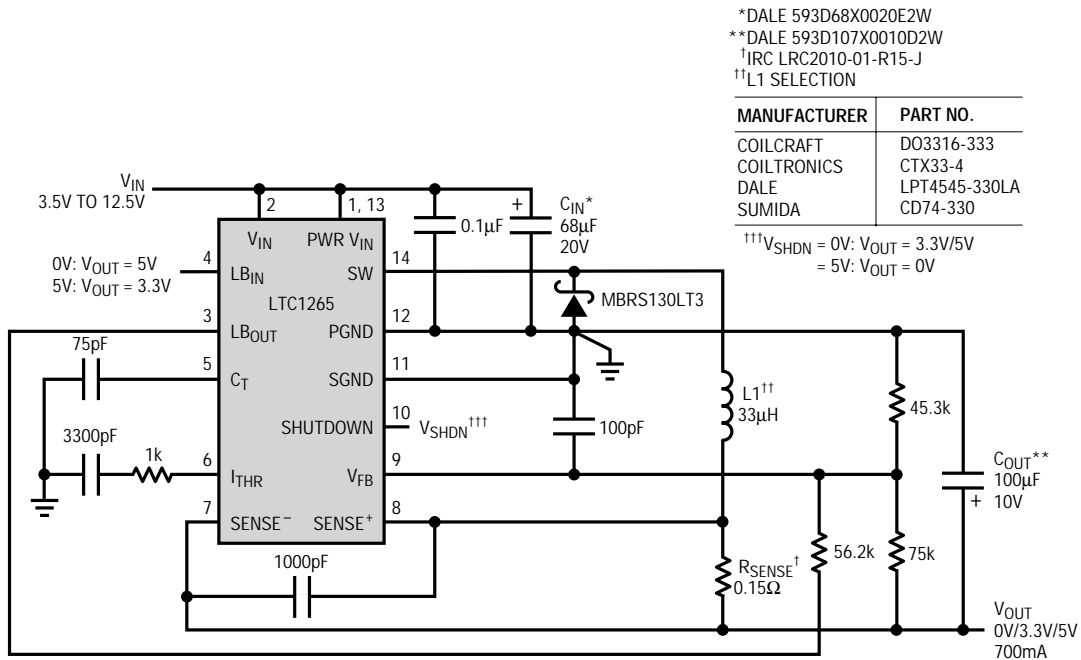 *DALE 593D68X0020E2W
**DALE 593D107X0010D2W
†IRC LRC2010-01-R15-J
††L1 SELECTION
MANUFACTURER PART NO.
COILCRAFT DO3316-333
COILTRONICS CTX33-4
DALE LPT4545-330LA
SUMIDA CD74-330
†††VSHDN = 0V: VOUT = 3.3V/5V
= 5V: VOUT = 0V
VIN
3.5V TO 12.5V
2
1, 13
VIN
PWR VIN
0.1µF
+
CIN*
68µF
20V
0V: VOUT = 5V
5V: VOUT = 3.3V
4
LBIN
SW
14
LTC1265
MBRS130LT3
3
LBOUT
PGND
12
75pF
5
CT
SGND
11
L1††
33µH
45.3k
SHUTDOWN
10
VSHDN†††
100pF
3300pF
1k
6
ITHR
VFB
9
COUT**
100µF
+ 10V
7
SENSE–
SENSE+
8
1000pF
RSENSE†
0.15Ω
56.2k
75k
VOUT
0V/3.3V/5V
700mA